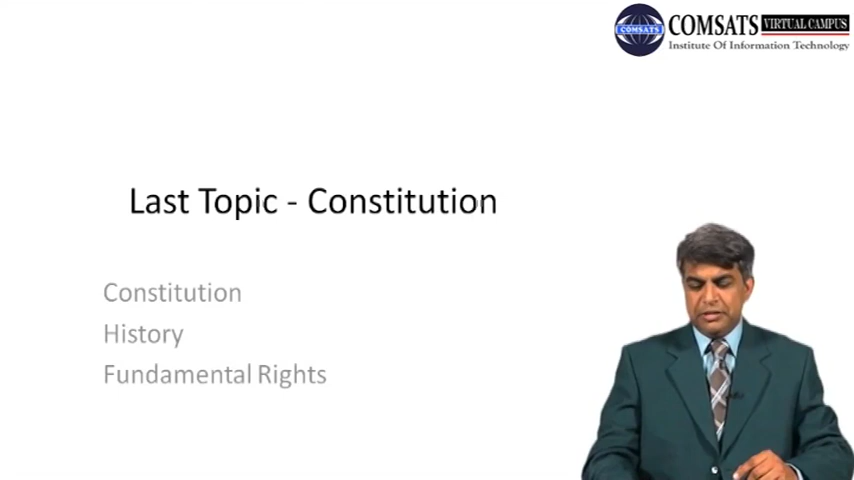 COMSATS VIRTUAL CAMPUS
Institute Of Information Technology
COMSATS
Last Topic - Constitution
Constitution
History
Fundamental Rights